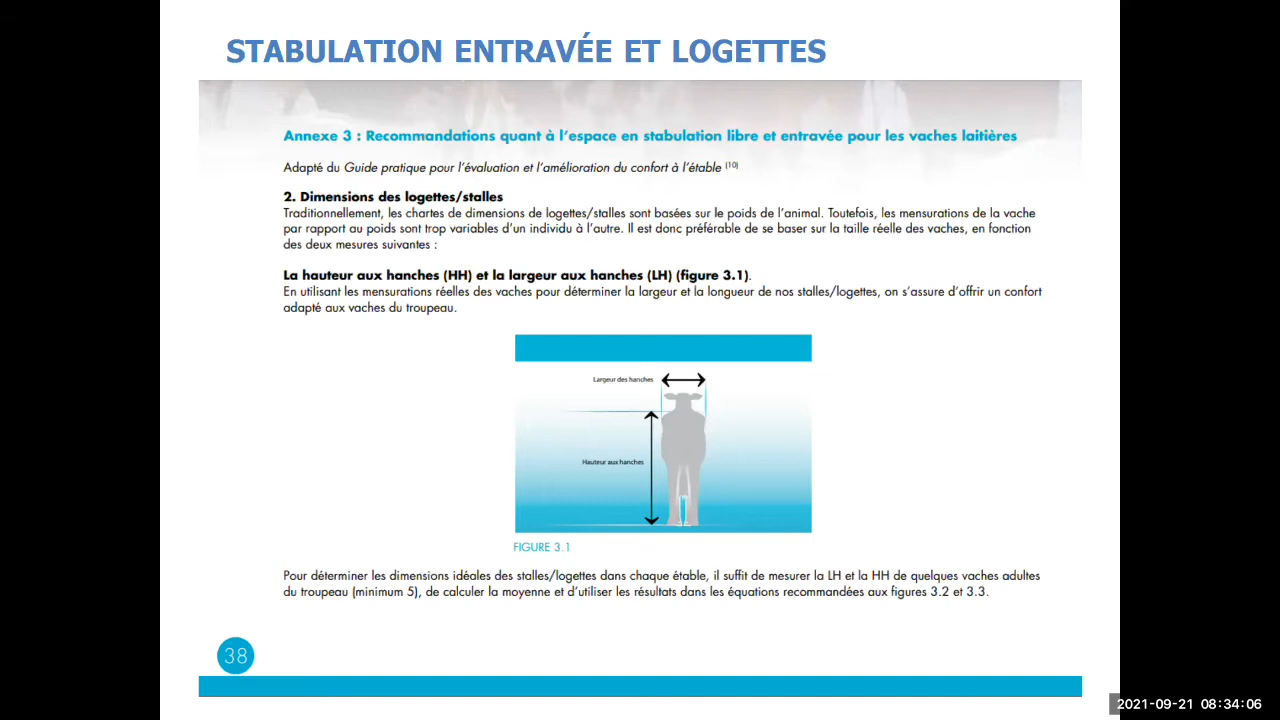 STABULATION ENTRAVÉE ET LOGETTES
Annexe 3 : Recommandations quant à l'espace en stabulation libre et entravée pour les vaches laitières
Adapté du Guide pratique pour l'évaluation et l'amélioration du confort à l'étable (10)
2. Dimensions des logettes/stalles
Traditionnellement, les chartes de dimensions de logettes/stalles sont basées sur le poids de l'animal. Toutefois, les mensurations de la vache
par rapport au poids sont trop variables d'un individu à l'autre. Il est donc préférable de se baser sur la taille réelle des vaches, en fonction
des deux mesures suivantes :
La hauteur aux hanches (HH) et la largeur aux hanches (LH) (figure 3.1).
En utilisant les mensurations réelles des vaches pour déterminer la largeur et la longueur de nos stalles/logettes, on s'assure d'offrir un confort
adapté aux vaches du troupeau.
Largeur des hanches
Hauteur aux hanches
FIGURE 3.1
Pour déterminer les dimensions idéales des stalles/logettes dans chaque étable, il suffit de mesurer la LH et la HH de quelques vaches adultes
du troupeau (minimum 5), de calculer la moyenne et d'utiliser les résultats dans les équations recommandées aux figures 3.2 et 3.3.
38
2021-09-21 08:34:06